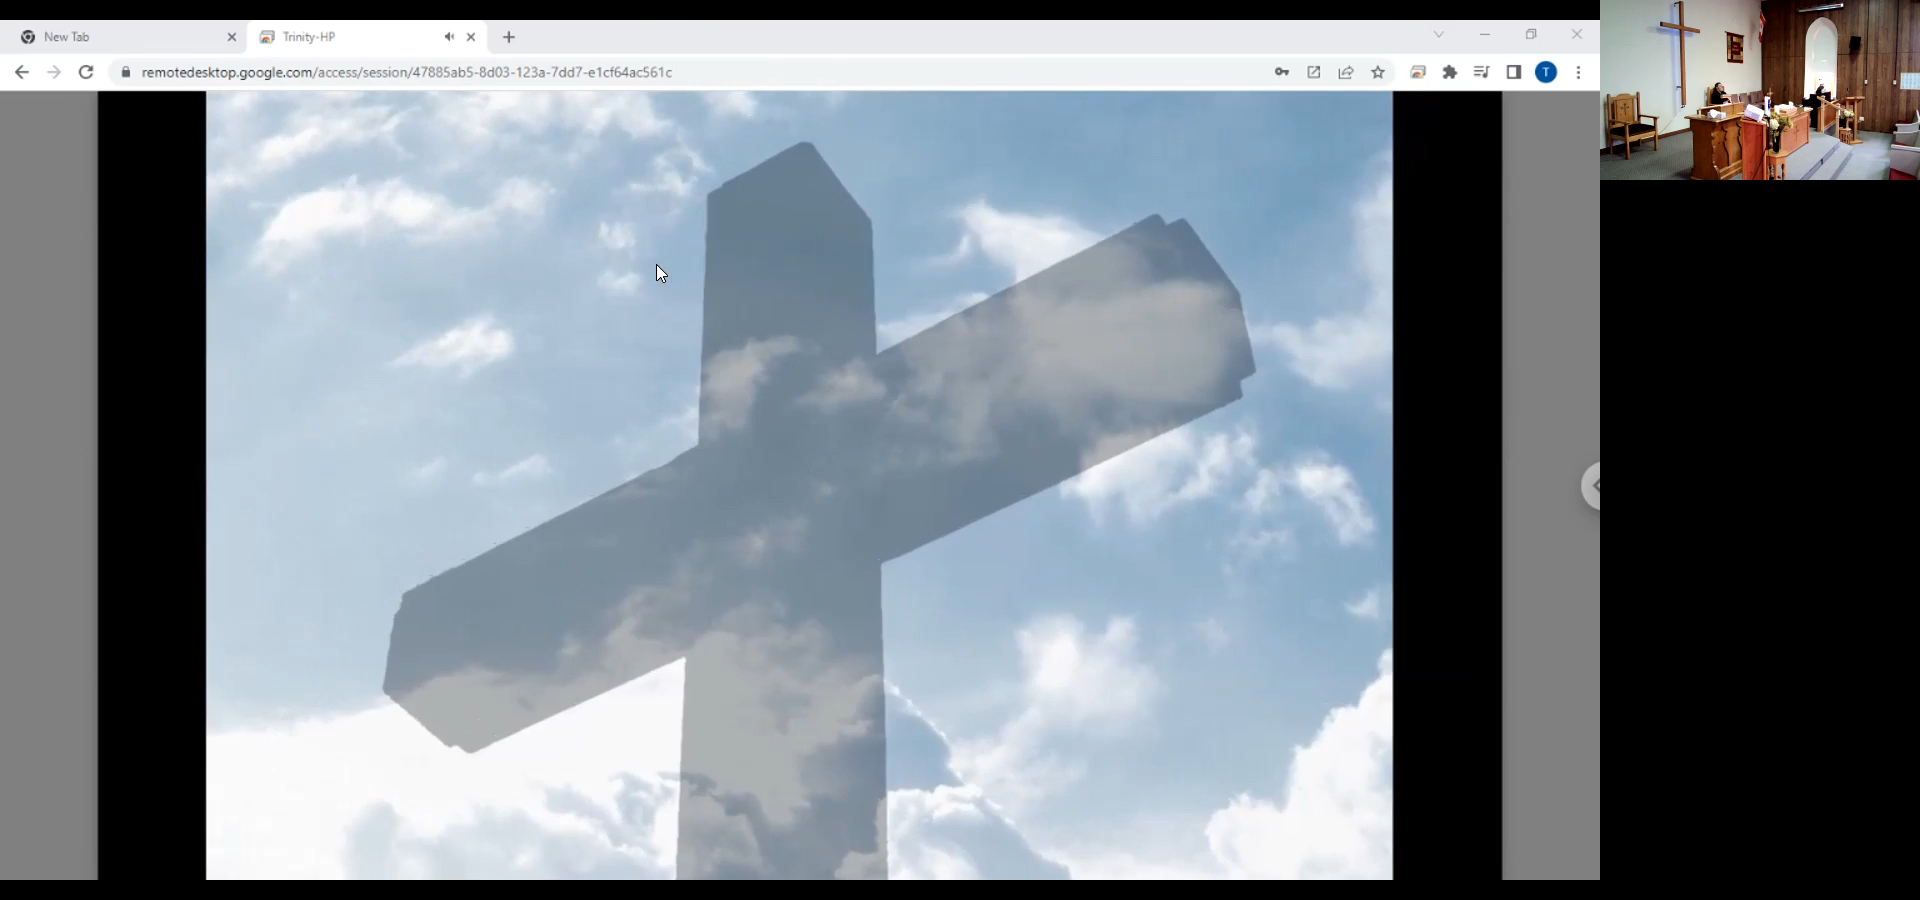 New Tab
Trinity-HP
remotedesktop.google.com/access/session/47885ab5-8d03-123a-7dd7-e1cf64ac561c
T